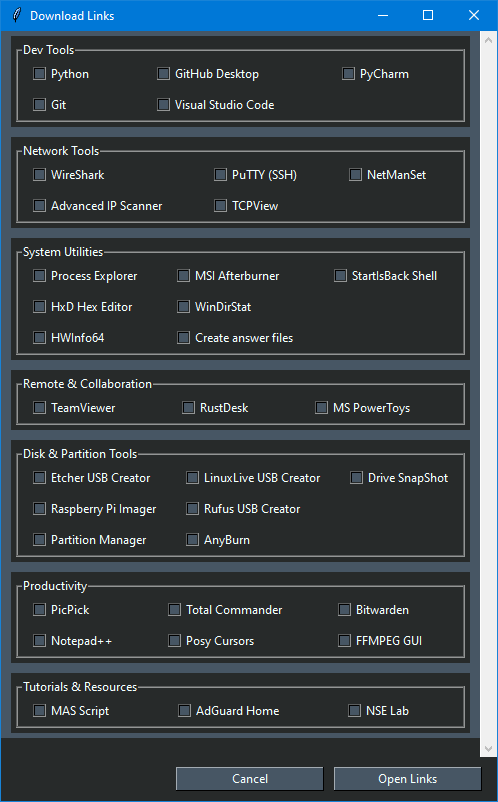 Download Links
Dev Tools
Python GitHub Desktop PyCharm
Git Visual Studio Code
Network Tools
WireShark PuTTY (SSH) NetManSet
Advanced IP Scanner TCPView
System Utilities
Process Explorer MSI Afterburner StartIsBack Shell
HxD Hex Editor WinDirStat
HWInfo64 Create answer files
Remote & Collaboration
TeamViewer RustDesk MS PowerToys
Disk & Partition Tools
Etcher USB Creator LinuxLive USB Creator Drive SnapShot
Raspberry Pi Imager Rufus USB Creator
Partition Manager AnyBurn
Productivity
PicPick Total Commander Bitwarden
Notepad++ Posy Cursors FFMPEG GUI
Tutorials & Resources
MAS Script AdGuard Home NSE Lab
Cancel Open Links